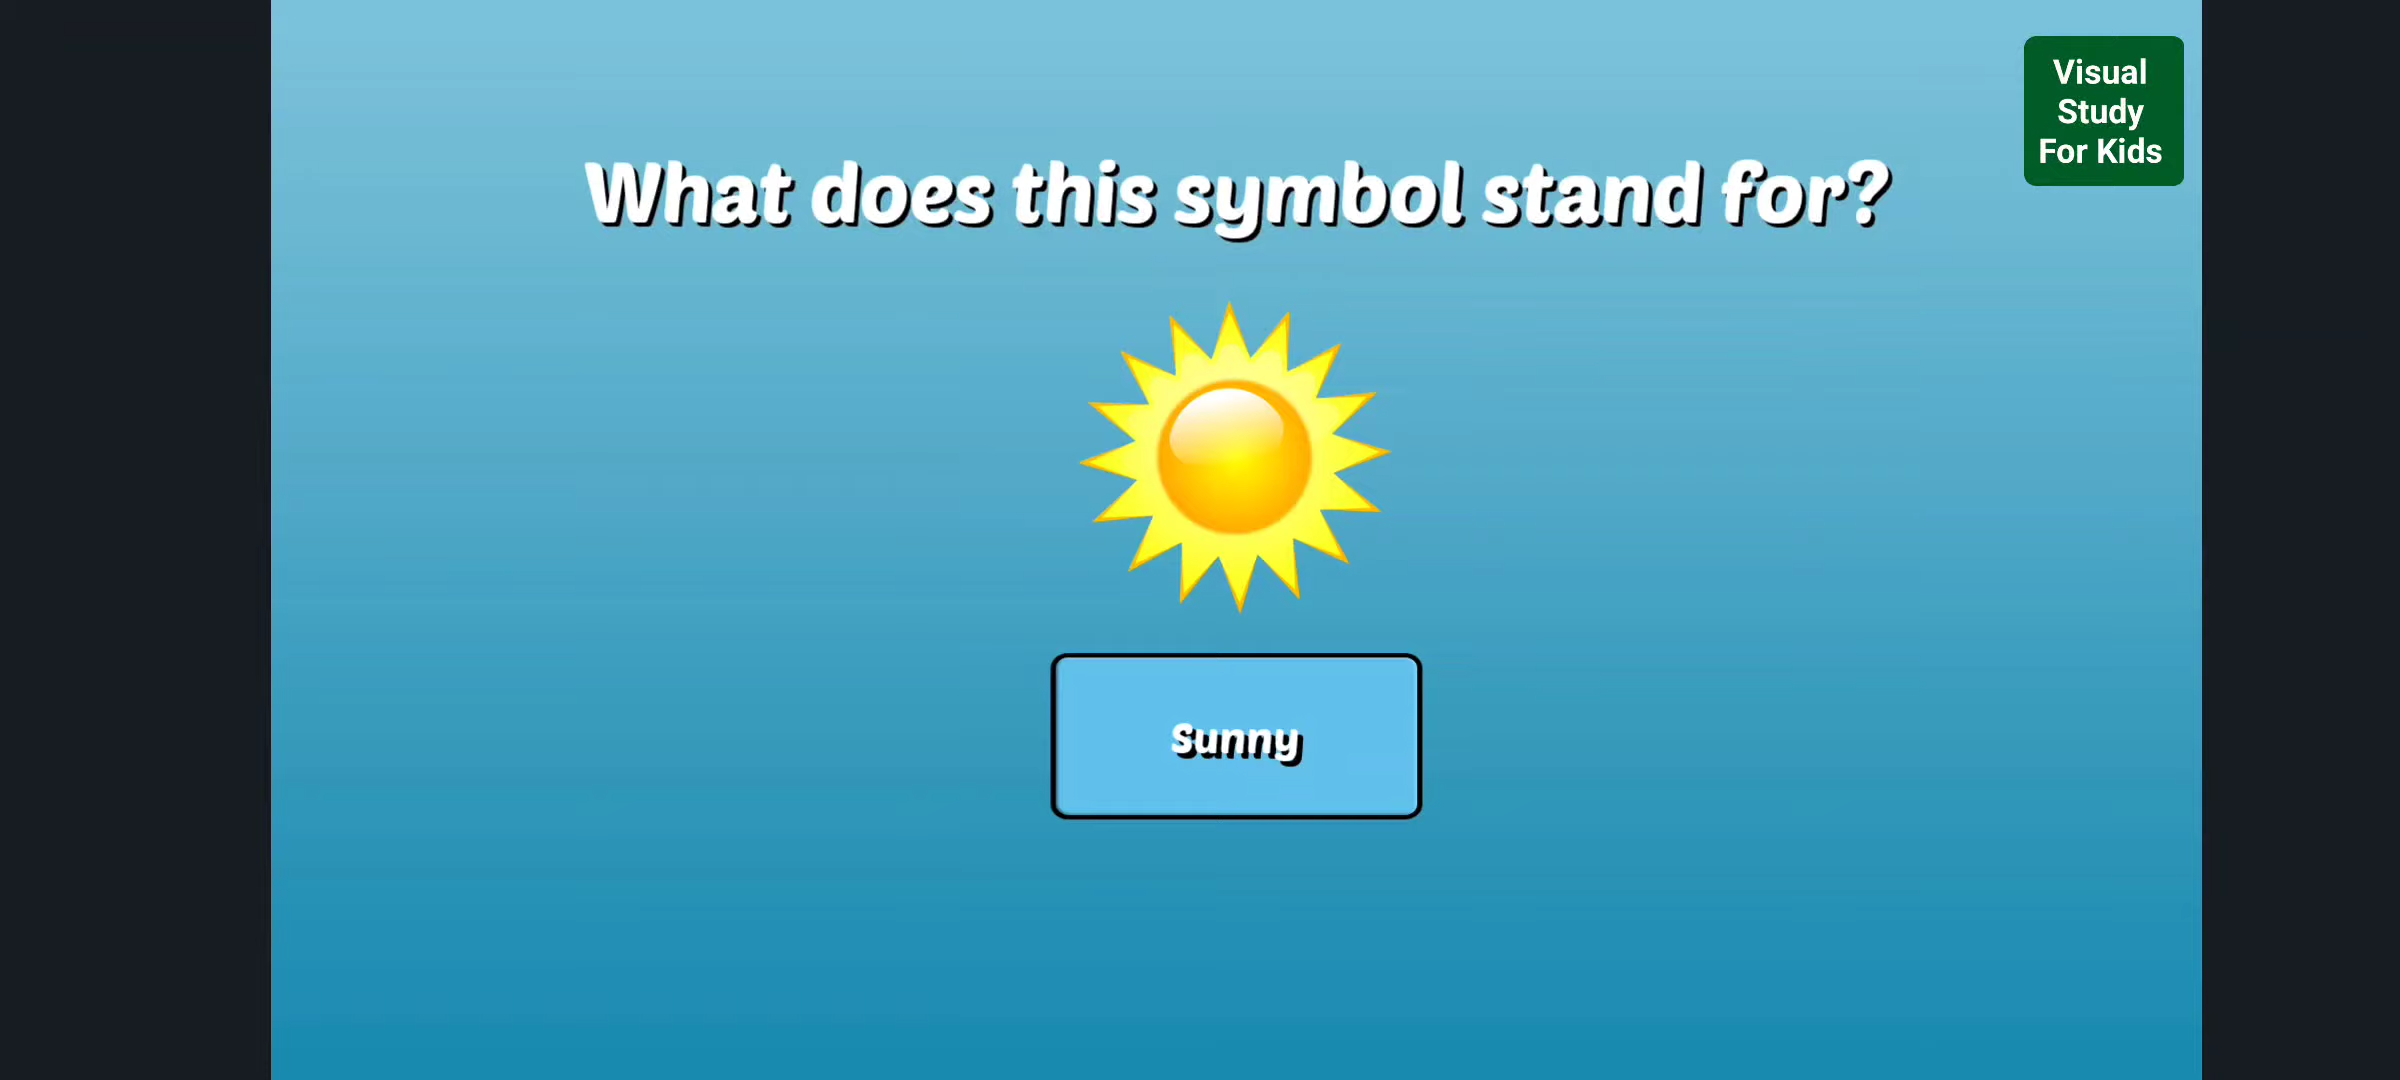 Visual
Study
For Kids
What does this symbol stand for?
Sunny